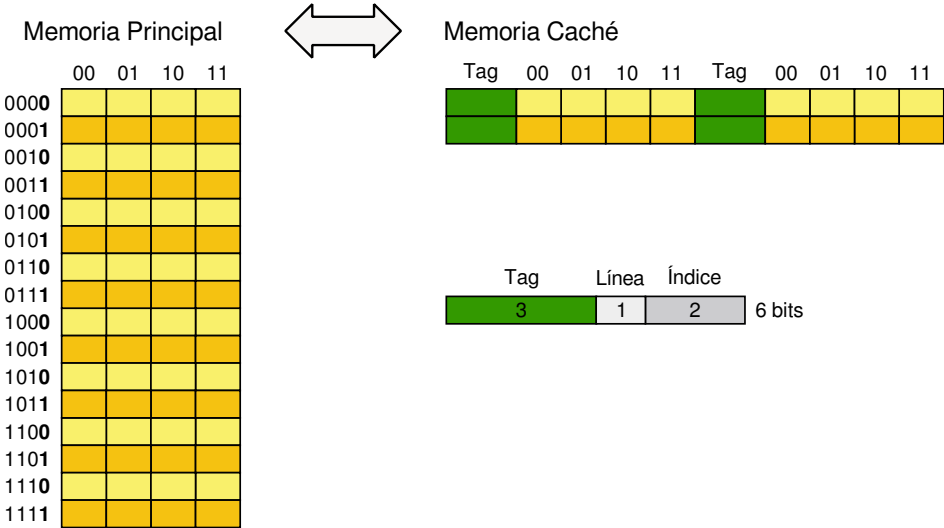 Memoria Principal
Memoria Caché
00 01 10 11
Tag 00 01 10 11 Tag 00 01 10 11
0000
0001
0010
0011
0100
0101
0110
0111
1000
1001
1010
1011
1100
1101
1110
1111
Tag Línea Índice
3 1 2 6 bits